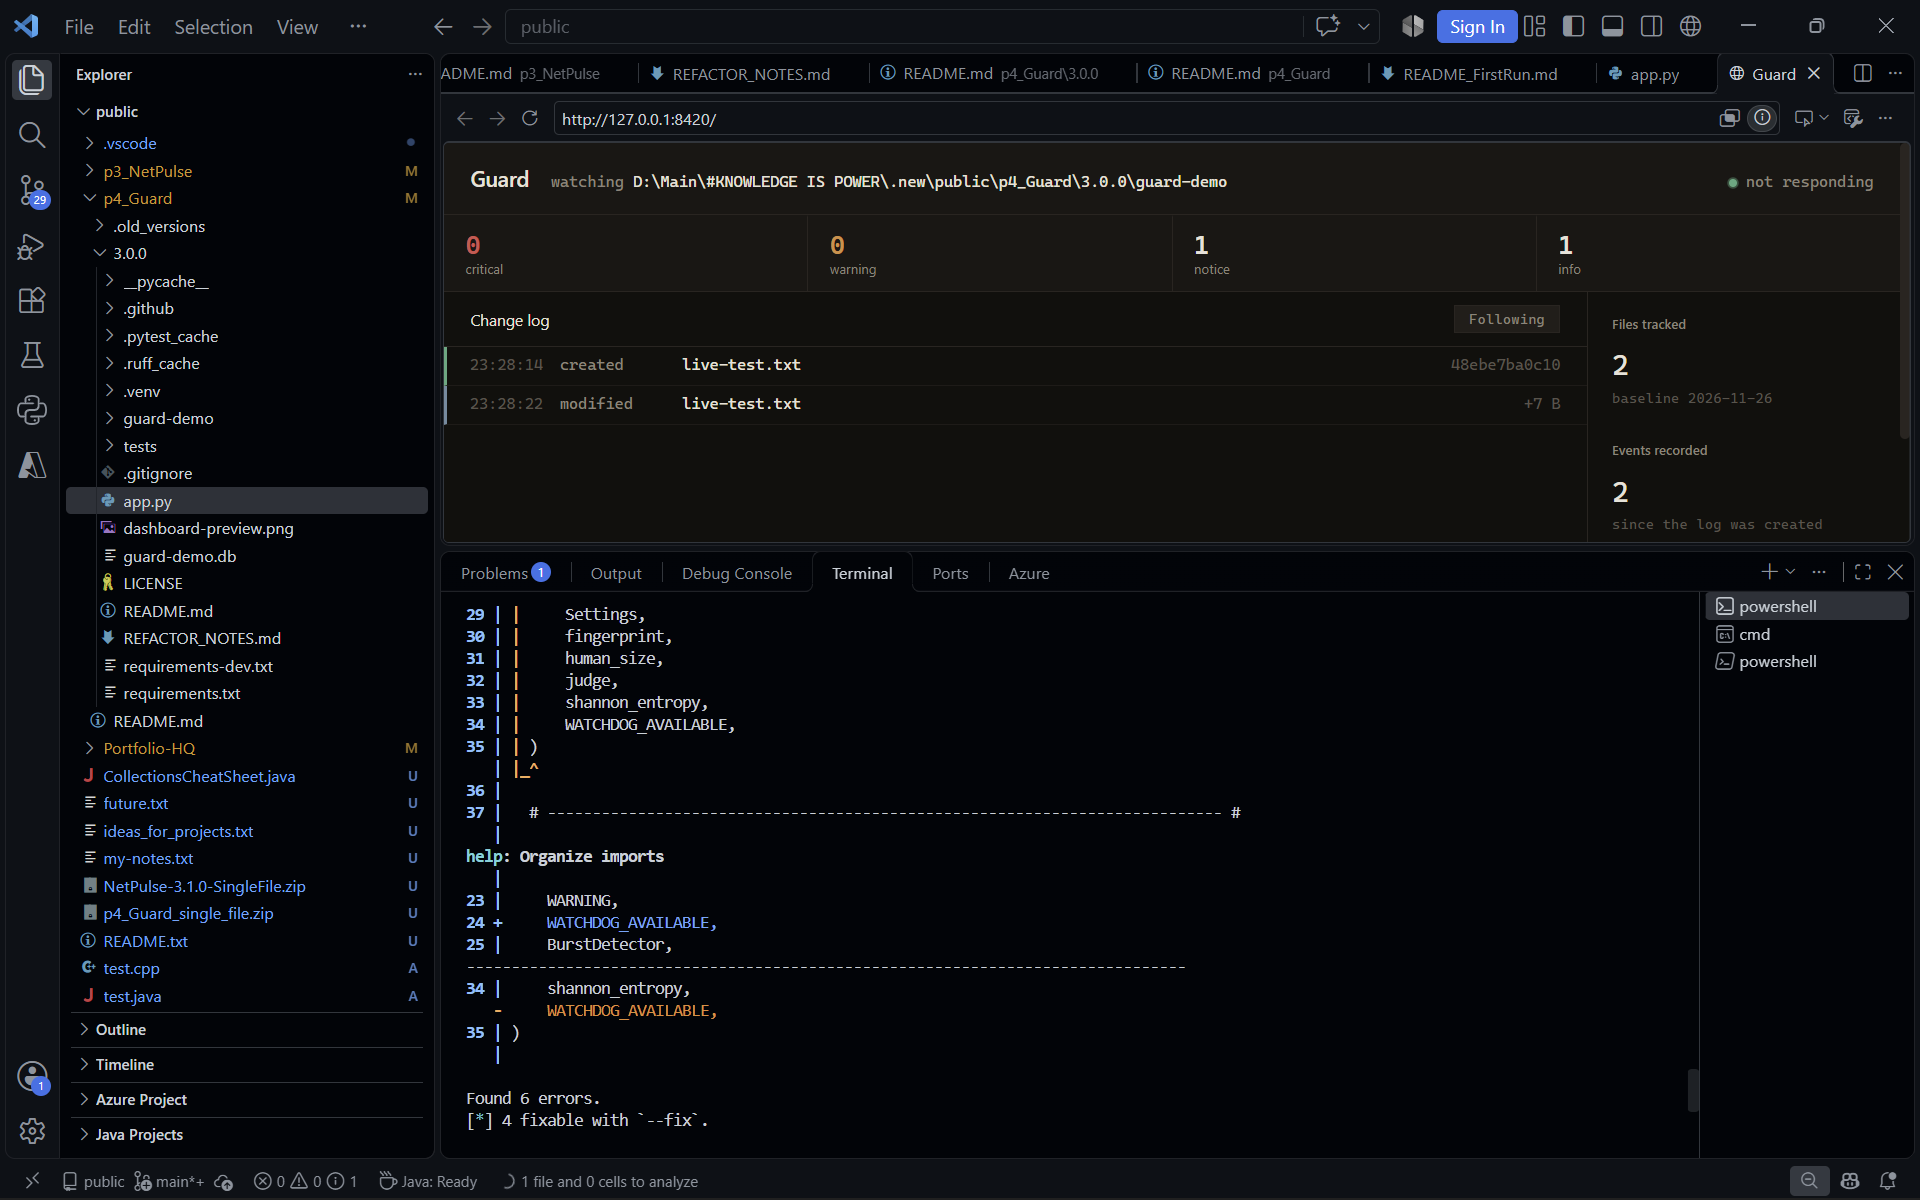 File Edit Selection View ···
public
Sign In
Explorer
public
.vscode
p3_NetPulse M
p4_Guard M
.old_versions
3.0.0
__pycache__
.github
.pytest_cache
.ruff_cache
.venv
guard-demo
tests
.gitignore
app.py
dashboard-preview.png
guard-demo.db
LICENSE
README.md
REFACTOR_NOTES.md
requirements-dev.txt
requirements.txt
README.md
Portfolio-HQ M
CollectionsCheatSheet.java U
future.txt U
ideas_for_projects.txt U
my-notes.txt U
NetPulse-3.1.0-SingleFile.zip U
p4_Guard_single_file.zip U
README.txt U
test.cpp A
test.java A
Outline
Timeline
Azure Project
Java Projects
29
1
ADME.md p3_NetPulse REFACTOR_NOTES.md README.md p4_Guard\3.0.0 README.md p4_Guard README_FirstRun.md app.py Guard
http://127.0.0.1:8420/
Guard watching D:\Main\#KNOWLEDGE IS POWER\.new\public\p4_Guard\3.0.0\guard-demo not responding
0 0 1 1
critical warning notice info
Change log Following
23:28:14 created live-test.txt 48ebe7ba0c10
23:28:22 modified live-test.txt +7 B
Files tracked
2
baseline 2026-11-26
Events recorded
2
since the log was created
Problems 1 Output Debug Console Terminal Ports Azure
29 | | Settings,
30 | | fingerprint,
31 | | human_size,
32 | | judge,
33 | | shannon_entropy,
34 | | WATCHDOG_AVAILABLE,
35 | | )
| |_^
36 |
37 | # --------------------------------------------------------------------------- #
|
help: Organize imports
|
23 | WARNING,
24 + WATCHDOG_AVAILABLE,
25 | BurstDetector,
--------------------------------------------------------------------------------
34 | shannon_entropy,
- WATCHDOG_AVAILABLE,
35 | )
|
Found 6 errors.
[*] 4 fixable with `--fix`.
powershell
cmd
powershell
public main*+ 0 0 1 Java: Ready 1 file and 0 cells to analyze